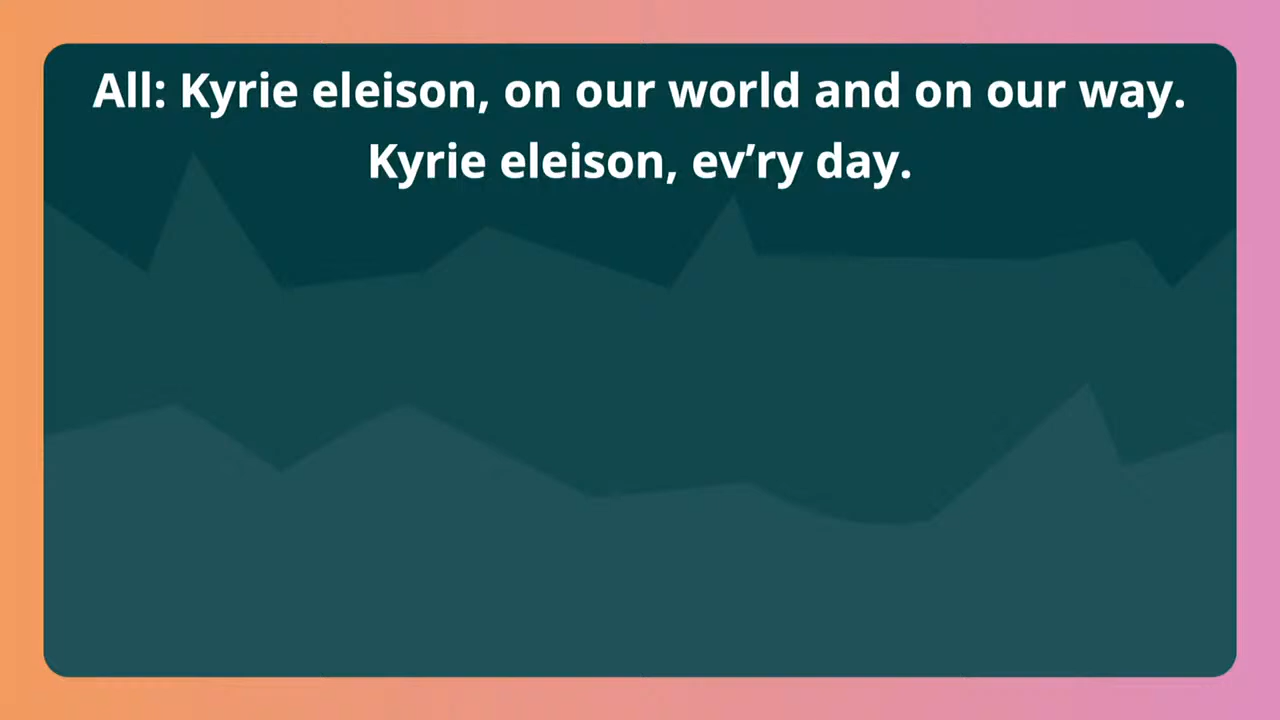 All: Kyrie eleison, on our world and on our way.
Kyrie eleison, ev’ry day.